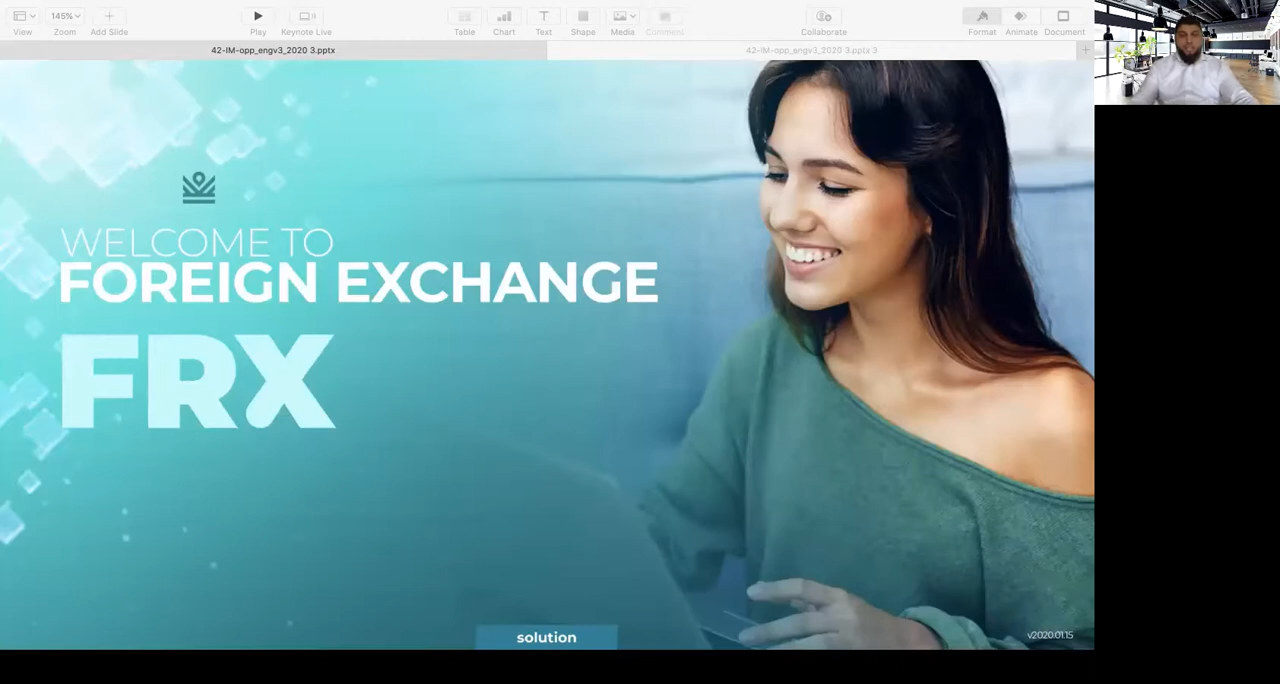 145%
View
Zoom
Add Slide
Play
Keynote Live
Table
Chart
Text
Shape
Media
Comment
Collaborate
Format
Animate
Document
42-IM-opp_engv3_2020 3.pptx
42-IM-opp_engv3_2020 3.pptx 3
WELCOME TO
FOREIGN EXCHANGE
FRX
solution
v2020.01.15